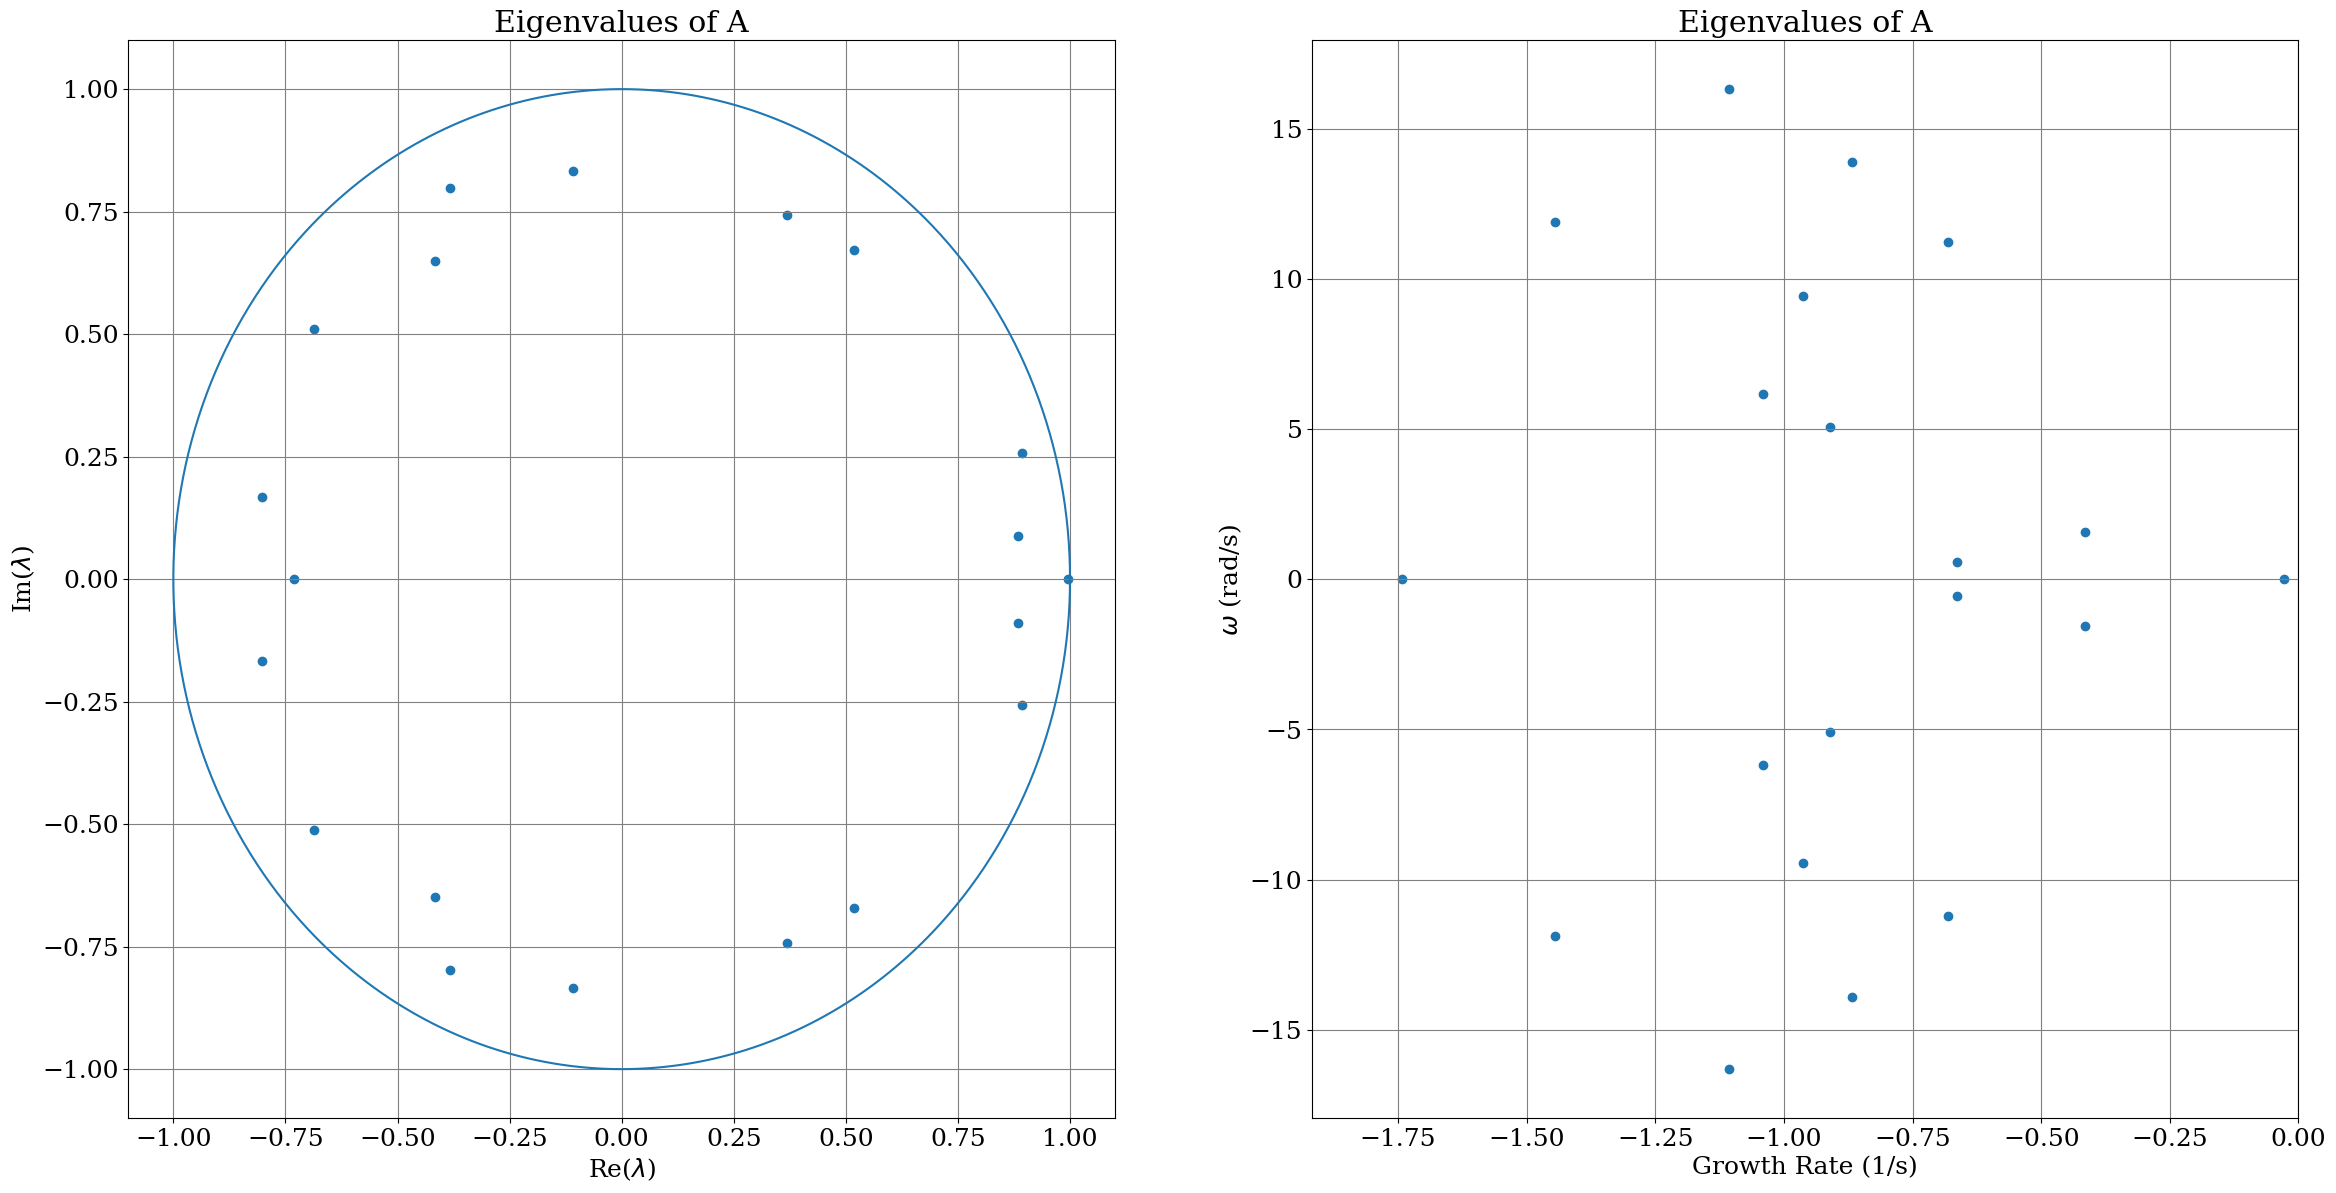 Eigenvalues of A
1.00
0.75
0.50
0.25
0.00
−0.25
−0.50
−0.75
−1.00
Im(λ)
−1.00 −0.75 −0.50 −0.25 0.00 0.25 0.50 0.75 1.00
Re(λ)
Eigenvalues of A
15
10
5
0
−5
−10
−15
ω (rad/s)
−1.75 −1.50 −1.25 −1.00 −0.75 −0.50 −0.25 0.00
Growth Rate (1/s)